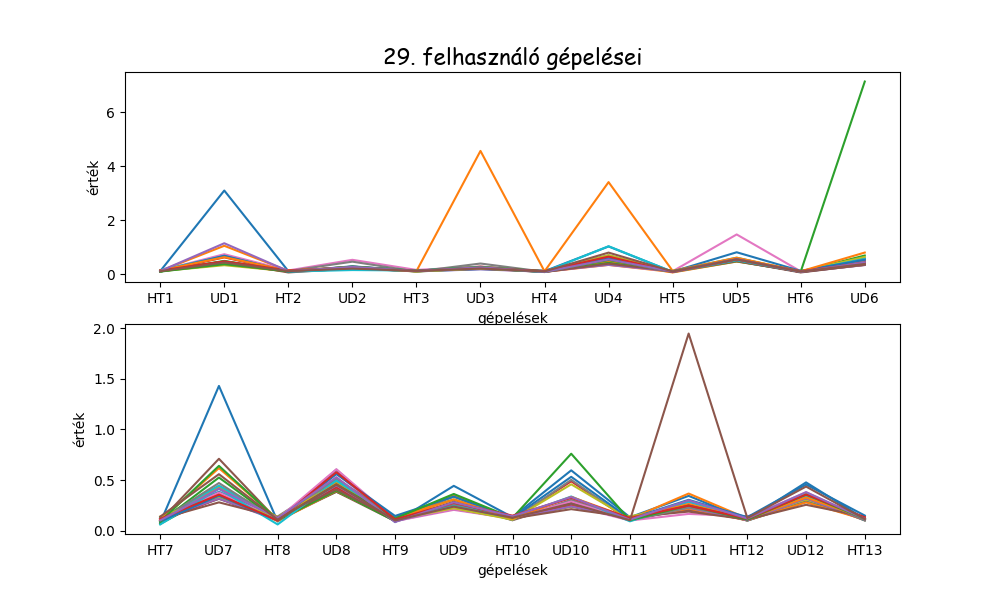 29. felhasználó gépelései
érték
6
4
2
0
HT1 UD1 HT2 UD2 HT3 UD3 HT4 UD4 HT5 UD5 HT6 UD6
gépelések
érték
2.0
1.5
1.0
0.5
0.0
HT7 UD7 HT8 UD8 HT9 UD9 HT10 UD10 HT11 UD11 HT12 UD12 HT13
gépelések